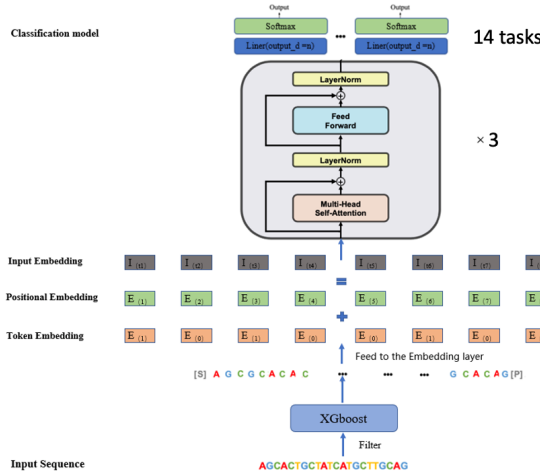 Output Output
Classification model
Softmax ... Softmax
14 tasks
Liner(output_d =n) Liner(output_d =n)
LayerNorm
+
Feed
Forward
× 3
LayerNorm
+
Multi-Head
Self-Attention
Input Embedding I (t1) I (t2) I (t3) I (t4) I (t5) I (t6) I (t7) I
=
Positional Embedding E (1) E (2) E (3) E (4) E (5) E (6) E (7) E
+
Token Embedding E (1) E (0) E (1) E (0) E (0) E (1) E (0) E
Feed to the Embedding layer
[S] A G C G C A C A C ... ... ... G C A C A G [P]
XGboost
Filter
Input Sequence AGCACTGCTATCATGCTTGCAG